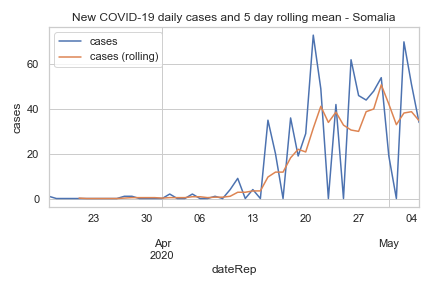 New COVID-19 daily cases and 5 day rolling mean - Somalia
cases
cases (rolling)
60
40
20
0
cases
23 30 06 13 20 27 04
Apr May
2020
dateRep